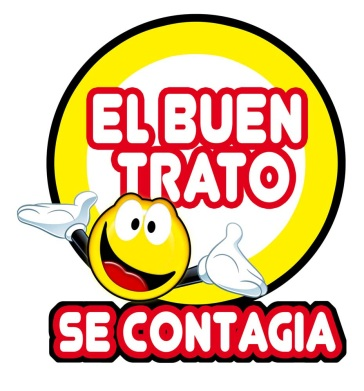 EL BUEN
TRATO
SE CONTAGIA